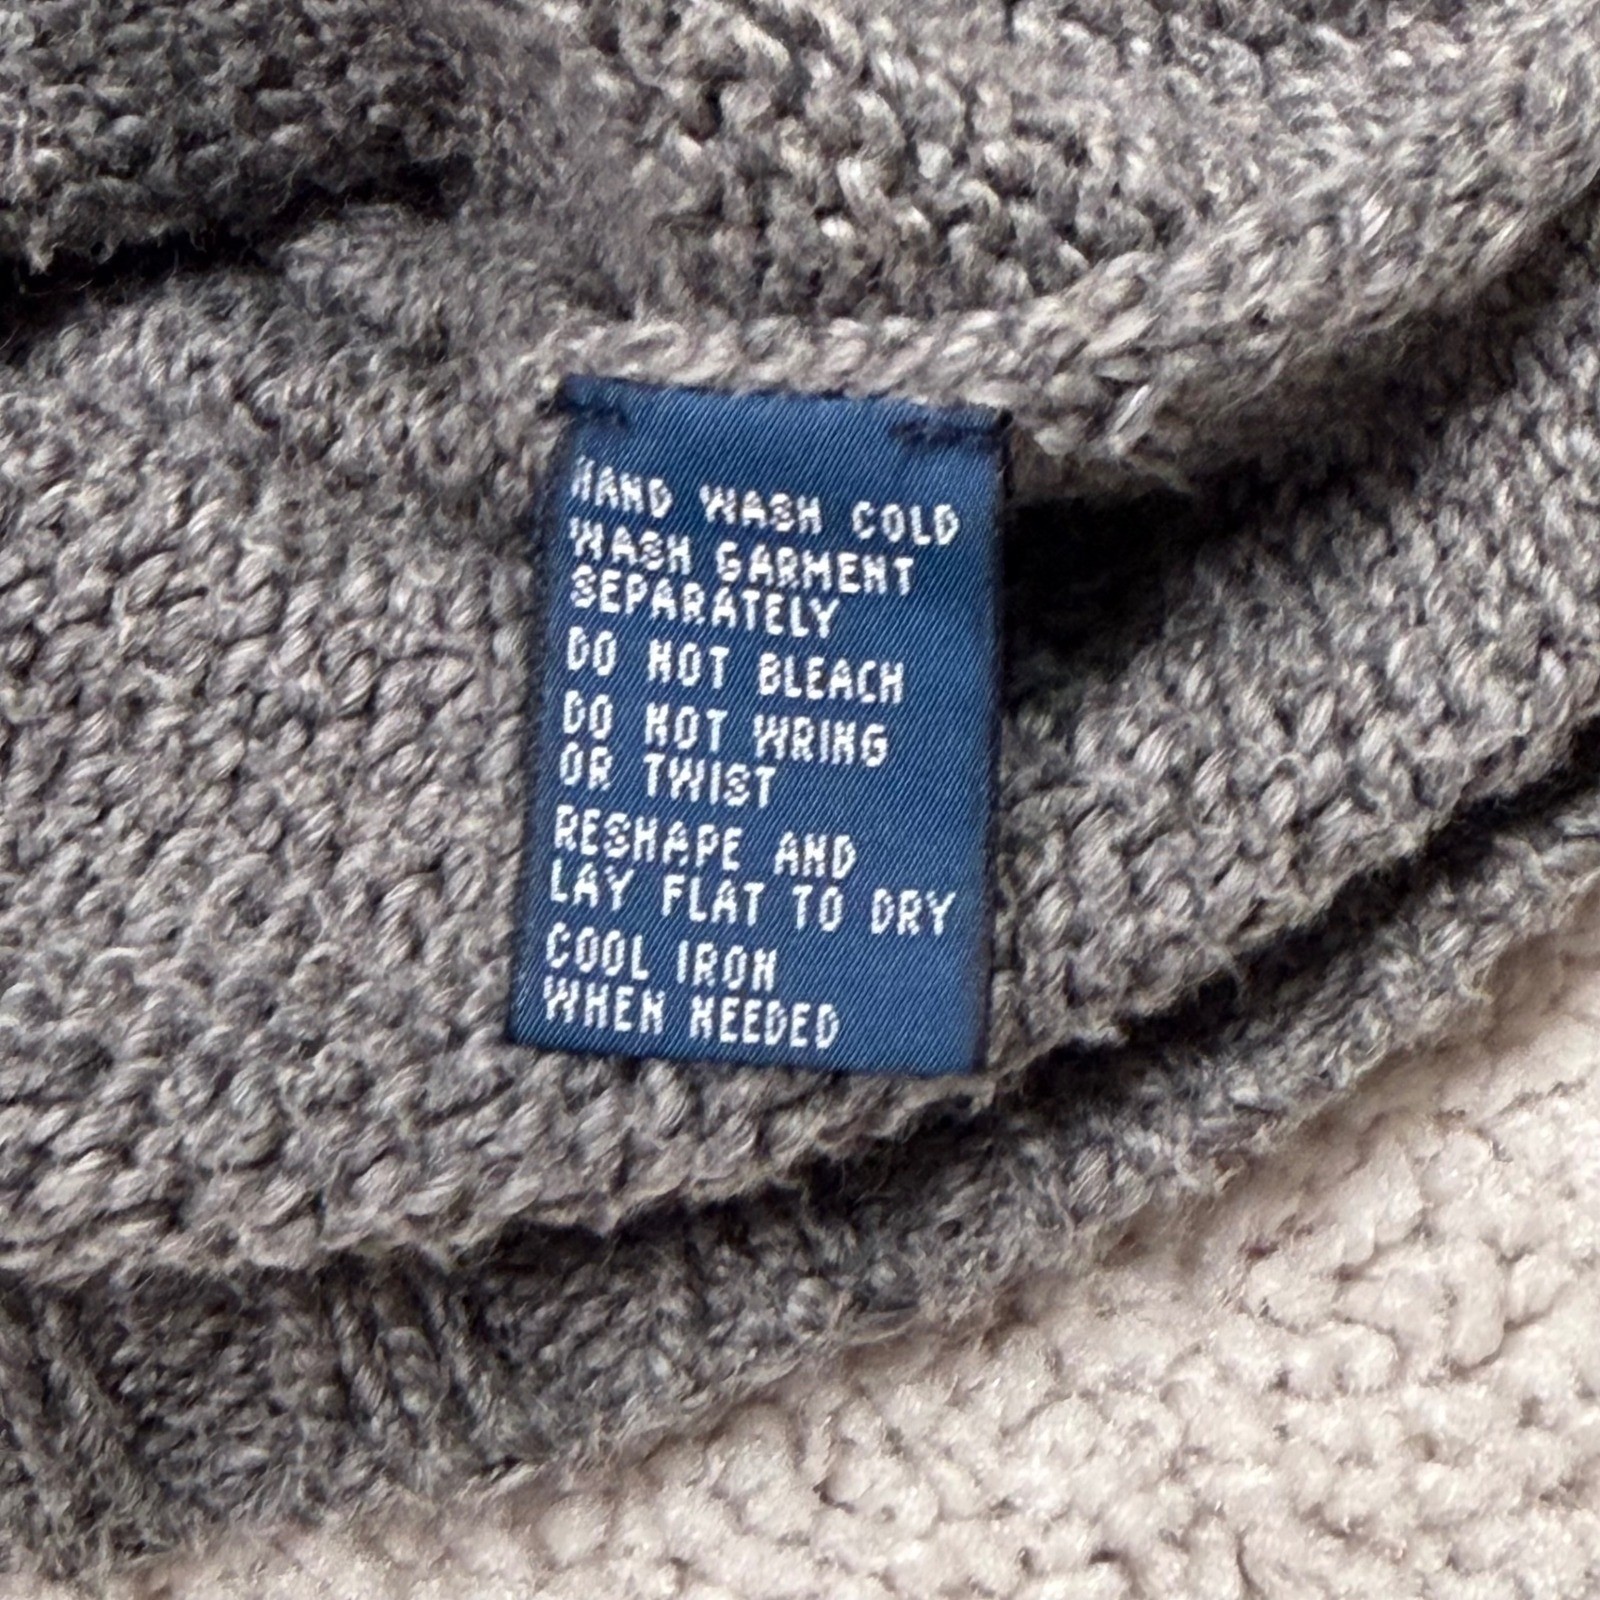 HAND WASH COLD
WASH GARMENT
SEPARATELY
DO NOT BLEACH
DO NOT WRING
OR TWIST
RESHAPE AND
LAY FLAT TO DRY
COOL IRON
WHEN NEEDED